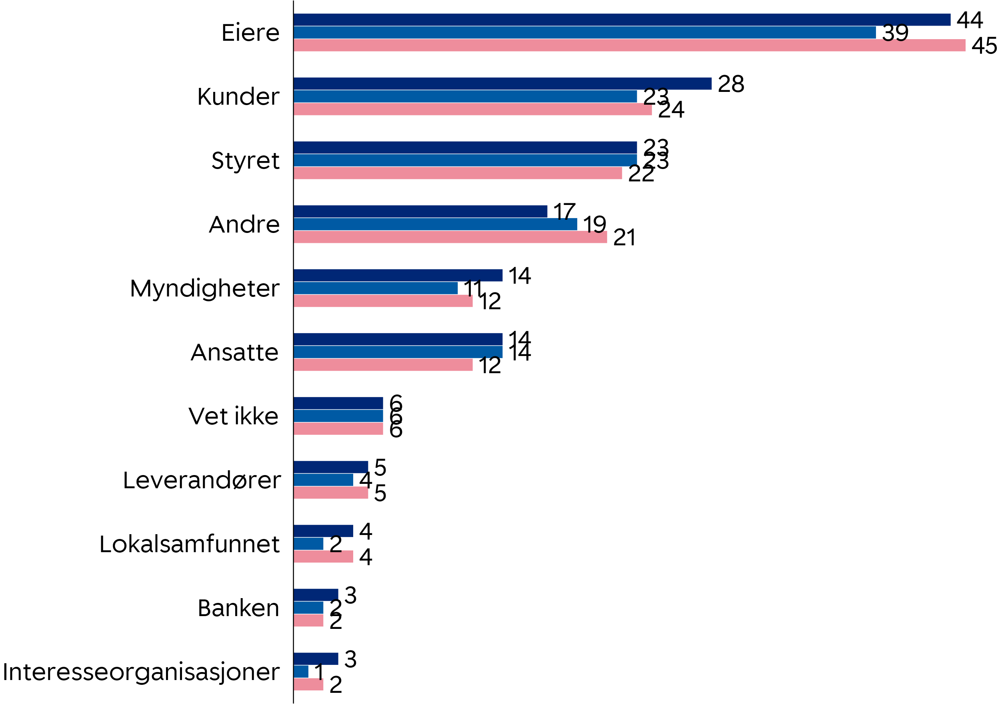 Eiere 44
39
45
Kunder 28
23
24
Styret 23
23
22
Andre 17
19
21
Myndigheter 14
11
12
Ansatte 14
14
12
Vet ikke 6
6
6
Leverandører 5
4
5
Lokalsamfunnet 4
2
4
Banken 3
2
2
Interesseorganisasjoner 3
1
2